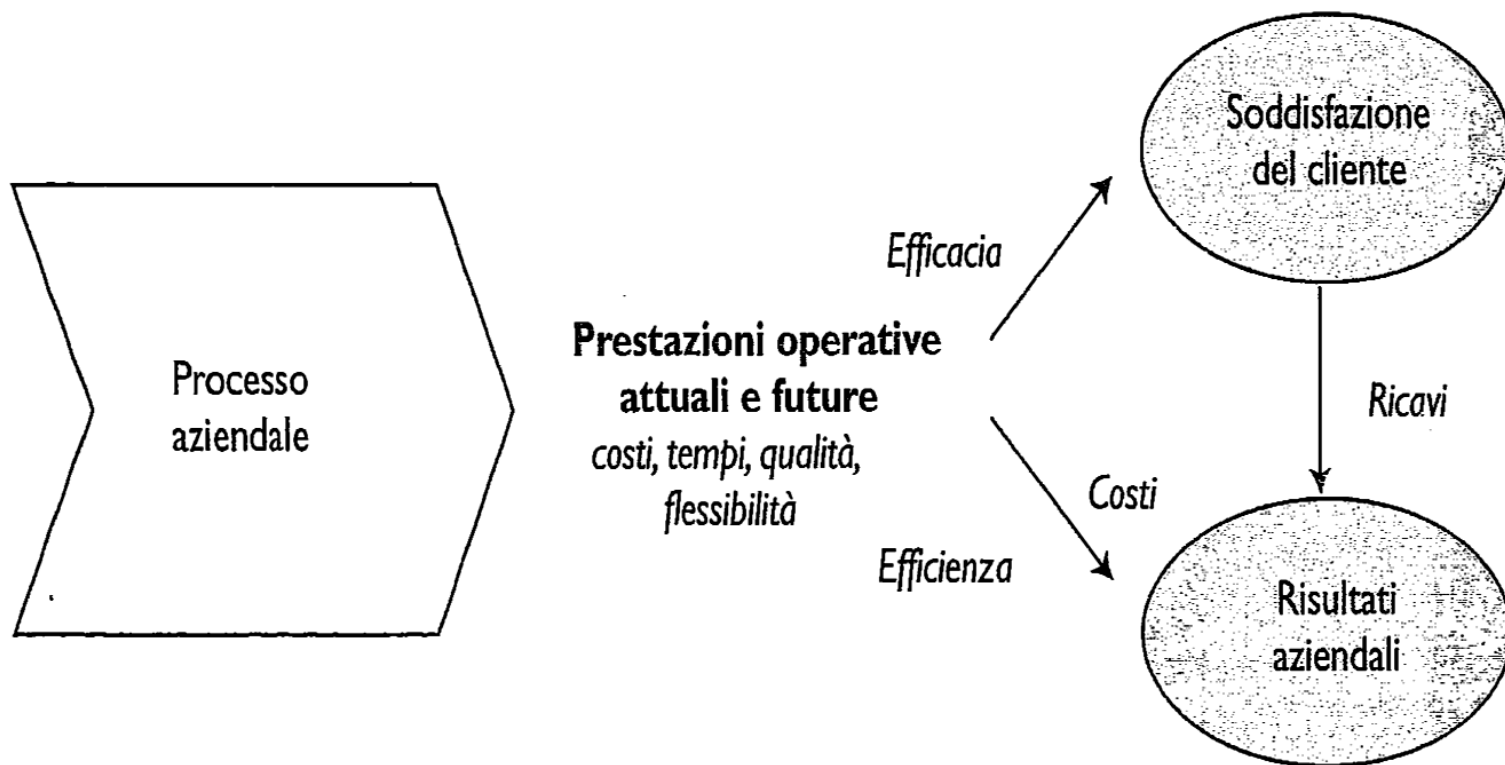 Processo
aziendale
Prestazioni operative
attuali e future
costi, tempi, qualità,
flessibilità
Efficacia
Efficienza
Costi
Soddisfazione
del cliente
Ricavi
Risultati
aziendali